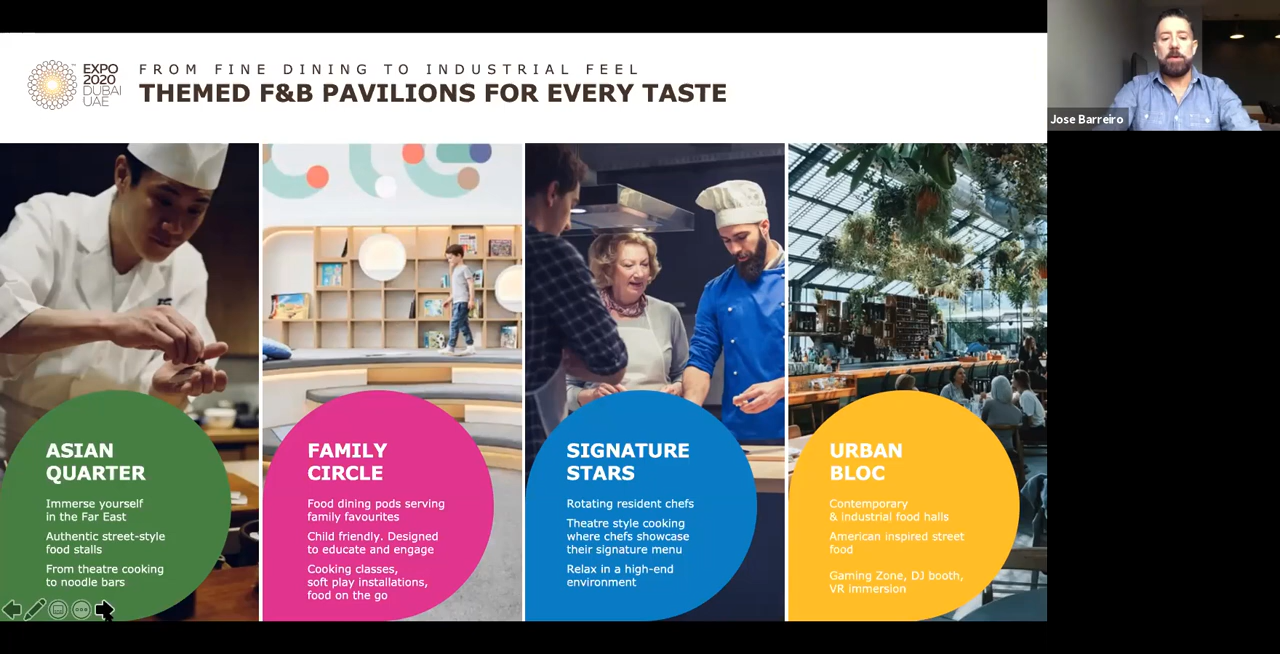 EXPO
2020
DUBAI
UAE
FROM FINE DINING TO INDUSTRIAL FEEL
THEMED F&B PAVILIONS FOR EVERY TASTE
Jose Barreiro
ASIAN
QUARTER
Immerse yourself
in the Far East
Authentic street-style
food stalls
From theatre cooking
to noodle bars
FAMILY
CIRCLE
Food dining pods serving
family favourites
Child friendly. Designed
to educate and engage
Cooking classes,
soft play installations,
food on the go
SIGNATURE
STARS
Rotating resident chefs
Theatre style cooking
where chefs showcase
their signature menu
Relax in a high-end
environment
URBAN
BLOC
Contemporary
& industrial food halls
American inspired street
food
Gaming Zone, DJ booth,
VR immersion